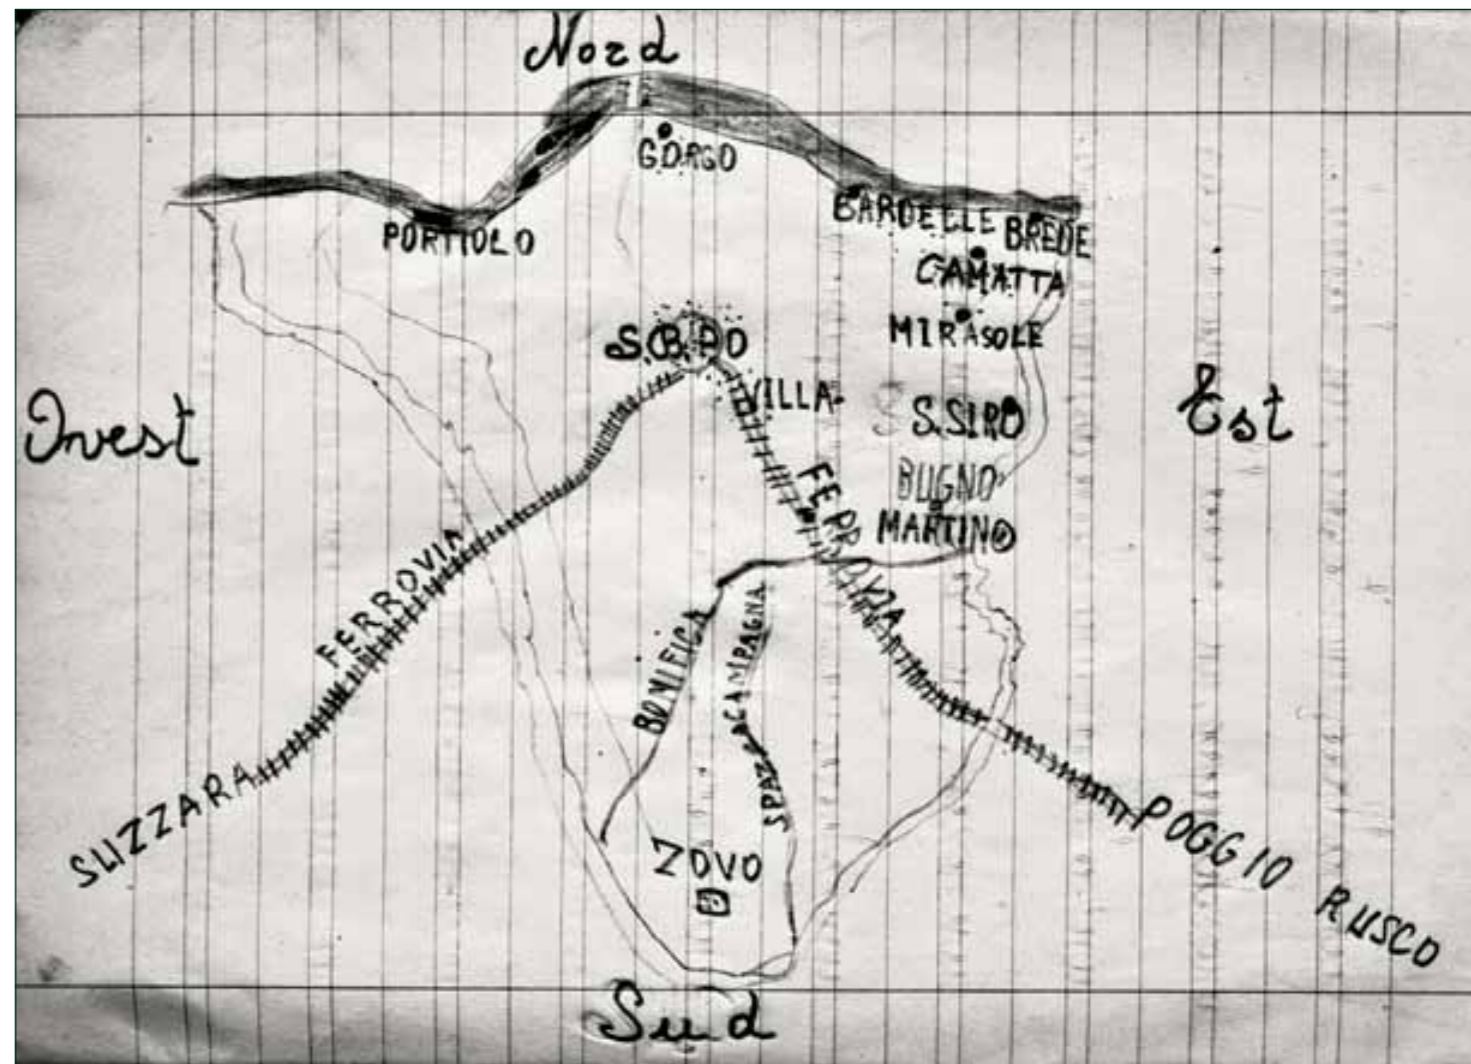 Nord
GORGO
PORTIOLO
BARDELLE
BREDE
CAMATTA
S.B.PO
MIRASOLE
VILLA
Ovest
S.SIRO
Est
BUGNO
MARTINO
FERROVIA
FERROVIA
BONIFICA
SPAZZACAMPAGNA
SUZZARA
ZOVO
POGGIO RUSCO
Sud